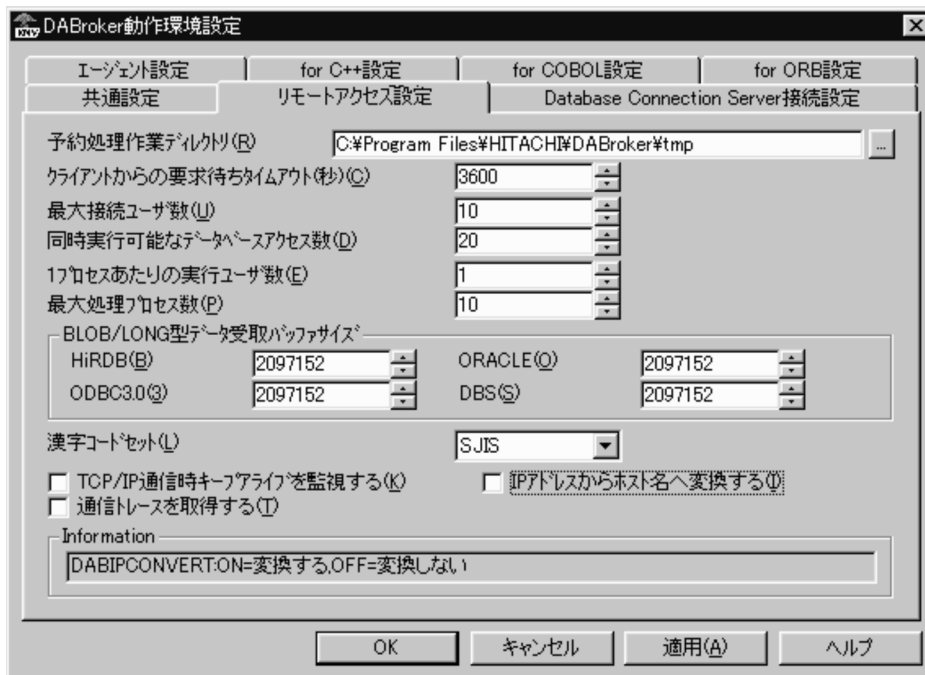 DABroker動作環境設定
エージェント設定 for C++設定 for COBOL設定 for ORB設定
共通設定 リモートアクセス設定 Database Connection Server接続設定
予約処理作業ディレクトリ(R) C:¥Program Files¥HITACHI¥DABroker¥tmp ...
クライアントからの要求待ちタイムアウト(秒)(C) 3600
最大接続ユーザ数(U) 10
同時実行可能なデータベースアクセス数(D) 20
1プロセスあたりの実行ユーザ数(E) 1
最大処理プロセス数(P) 10
BLOB/LONG型データ受取バッファサイズ
HiRDB(B) 2097152 ORACLE(O) 2097152
ODBC3.0(3) 2097152 DBS(S) 2097152
漢字コードセット(L) SJIS
TCP/IP通信時キープアライブを監視する(K) IPアドレスからホスト名へ変換する(I)
通信トレースを取得する(T)
Information
DABIPCONVERT:ON=変換する,OFF=変換しない
OK キャンセル 適用(A) ヘルプ